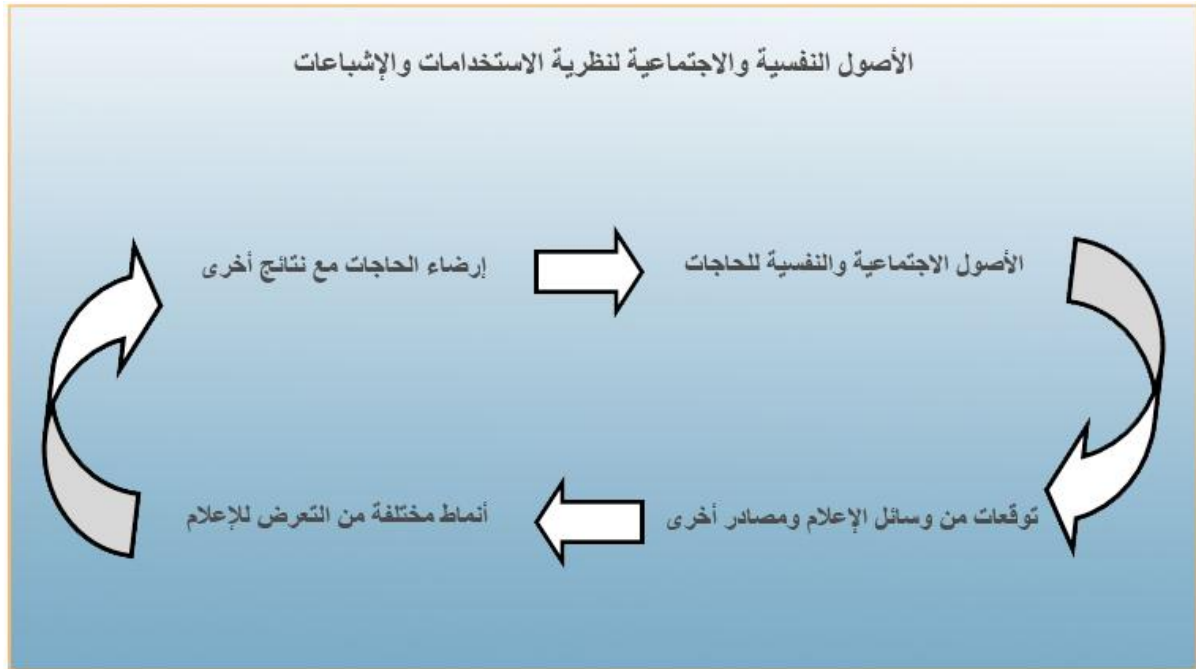 الأصول النفسية والاجتماعية لنظرية الاستخدامات والإشباعات
الأصول الاجتماعية والنفسية للحاجات
إرضاء الحاجات مع نتائج أخرى
توقعات من وسائل الإعلام ومصادر أخرى
أنماط مختلفة من التعرض للإعلام